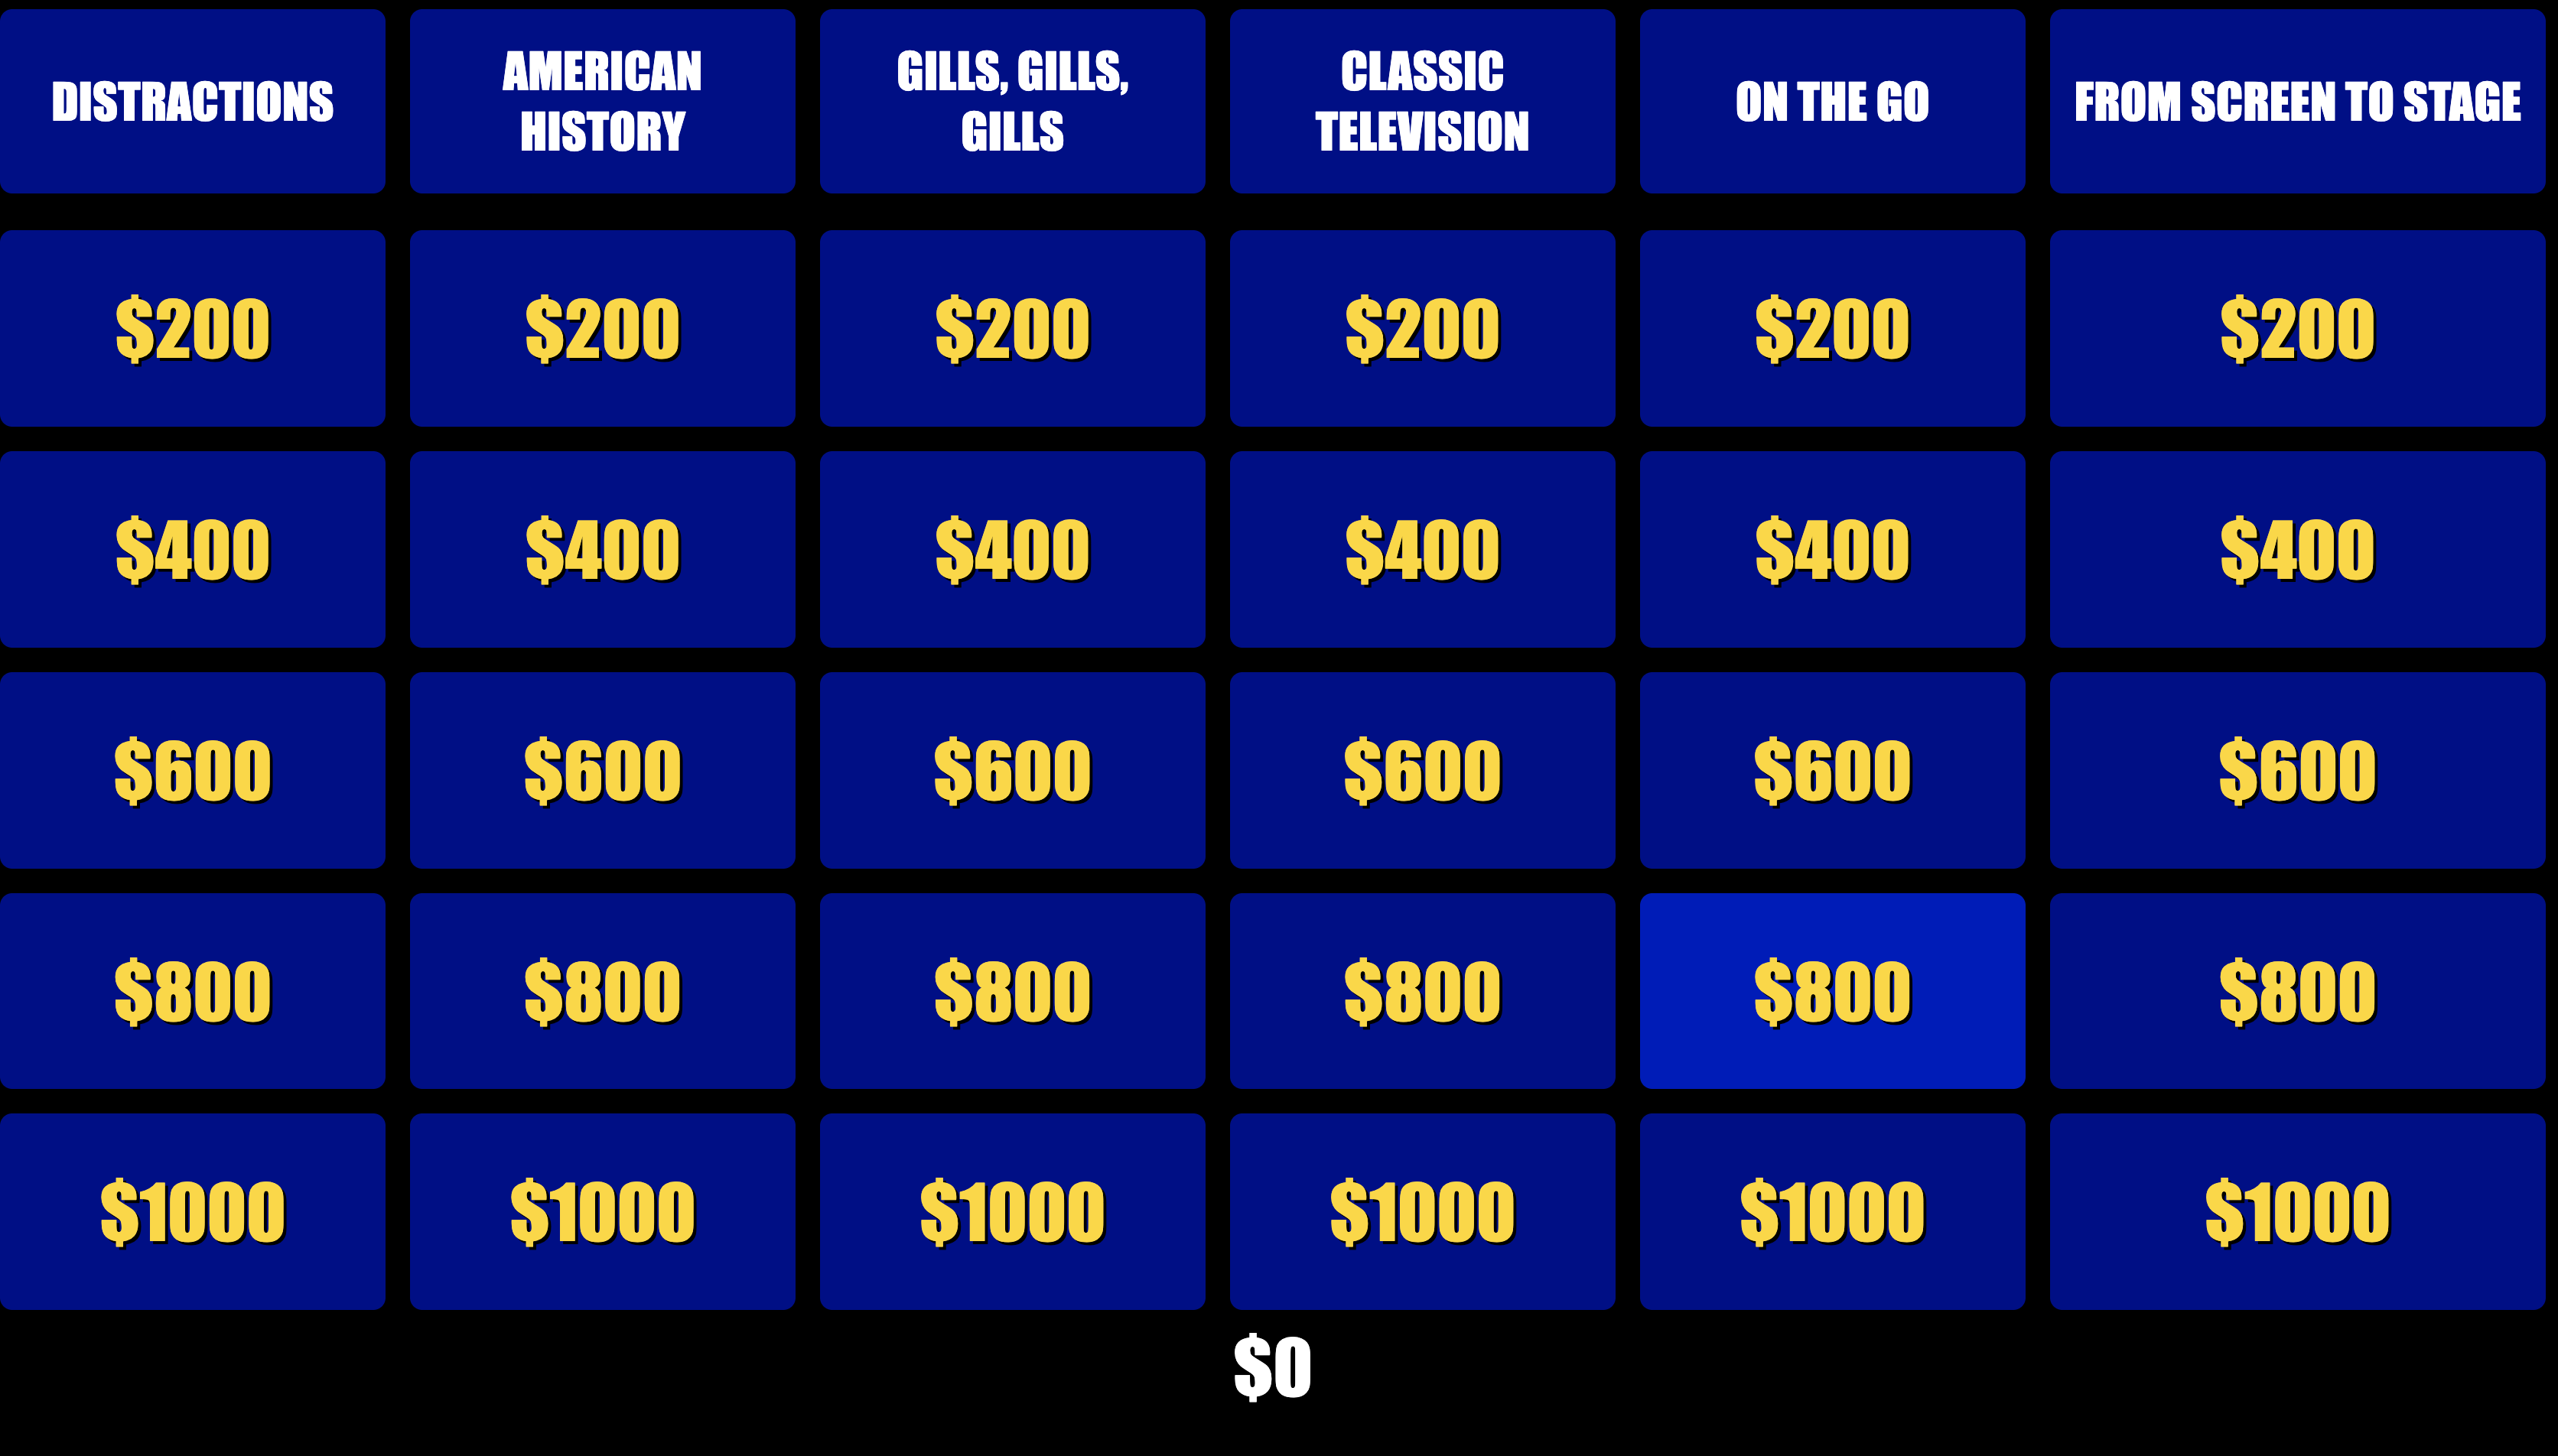 DISTRACTIONS
AMERICAN
HISTORY
GILLS, GILLS,
GILLS
CLASSIC
TELEVISION
ON THE GO
FROM SCREEN TO STAGE
$200 $200 $200 $200 $200 $200
$400 $400 $400 $400 $400 $400
$600 $600 $600 $600 $600 $600
$800 $800 $800 $800 $800 $800
$1000 $1000 $1000 $1000 $1000 $1000
$0